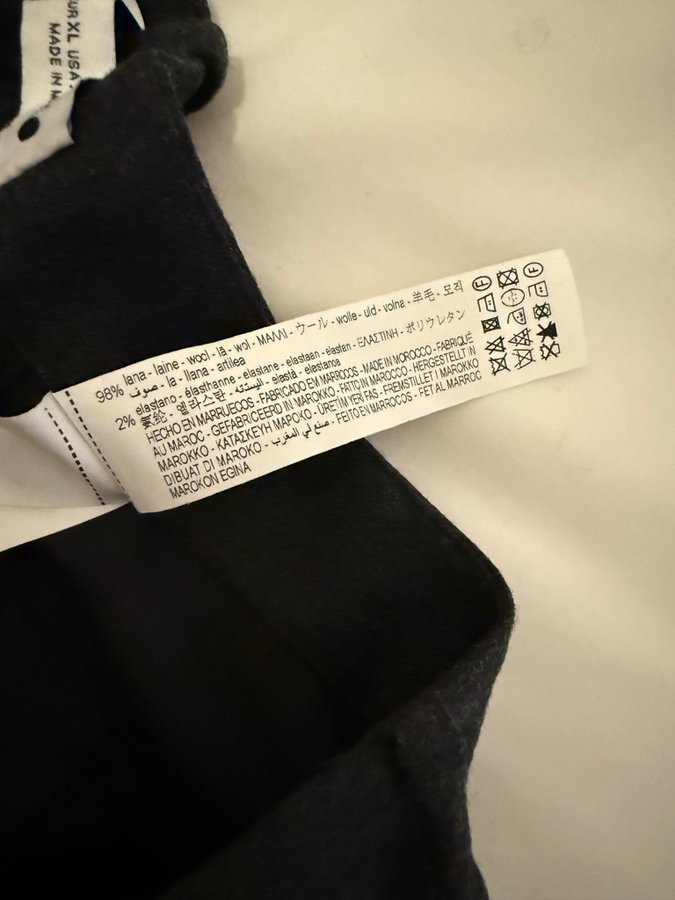 XL USA
MADE IN
98% lana - laine - wool - lã - wol - ΜΑΛΛΙ - ウール - wolle - uld - volna - 羊毛 - 모직
صوف - la - llana - artilea
2% elastano - élasthanne - elastane - elastaan - elastan - ΕΛΑΣΤΙΝΗ - ポリウレタン
氨纶 - 엘라스탄 - elastà - elastanoa
HECHO EN MARRUECOS - FABRICADO EM MARROCOS - MADE IN MOROCCO - FABRIQUÉ
AU MAROC - GEFABRICEERD IN MAROKKO - FATTO IN MAROCCO - HERGESTELLT IN
MAROKKO - ΚΑΤΑΣΚΕΥΗ ΜΑΡΟΚΟ - ÜRETİM YERİ FAS - FREMSTILLET I MAROKKO
DIBUAT DI MAROKO - صنع في المغرب - FEITO EN MARROCOS - FET AL MARROC
MAROKON EGINA
F
F